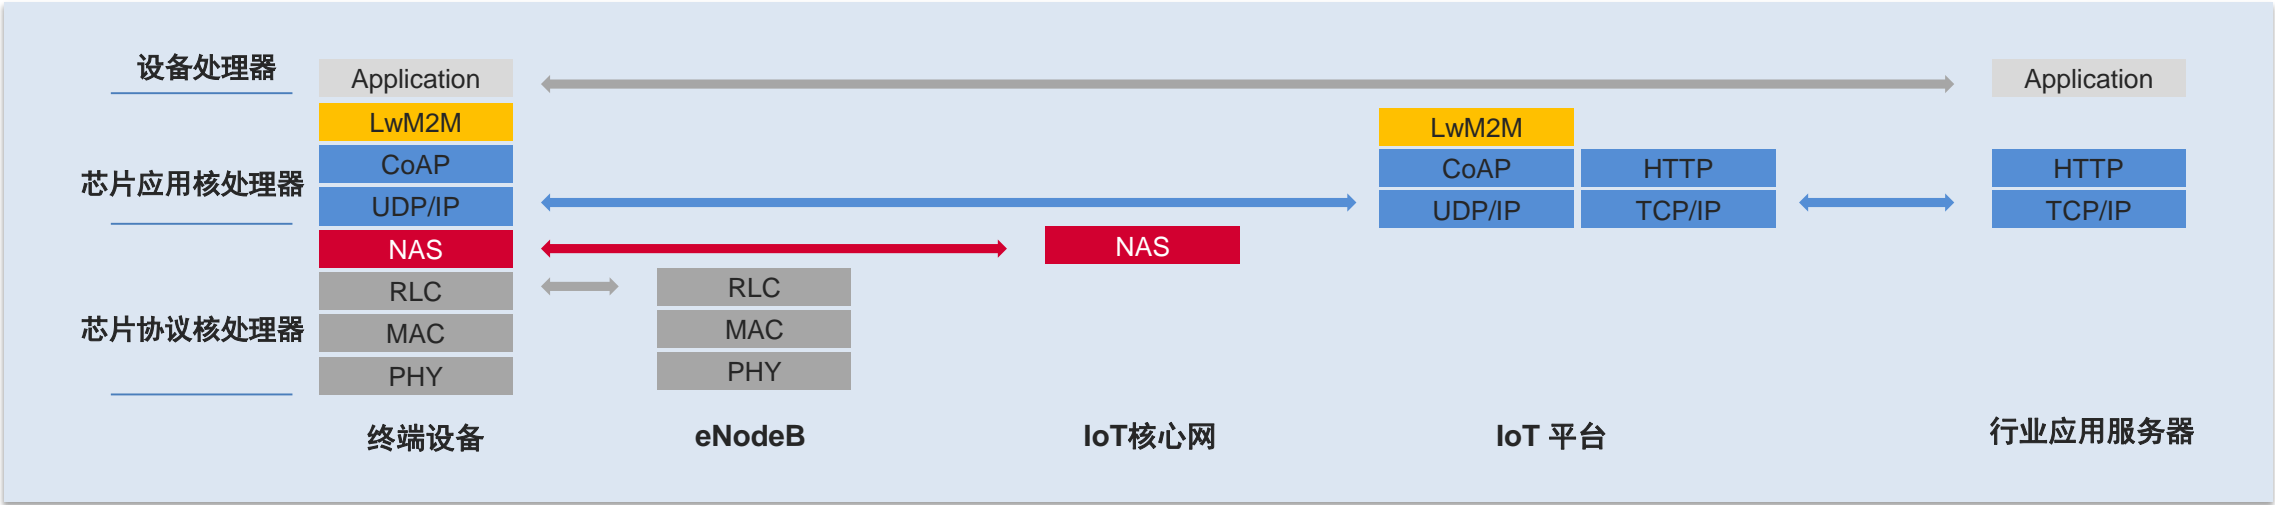 设备处理器
Application
Application
LwM2M
LwM2M
芯片应用核处理器
CoAP
CoAP
HTTP
HTTP
UDP/IP
UDP/IP
TCP/IP
TCP/IP
NAS
NAS
芯片协议核处理器
RLC
RLC
MAC
MAC
PHY
PHY
终端设备
eNodeB
IoT核心网
IoT 平台
行业应用服务器